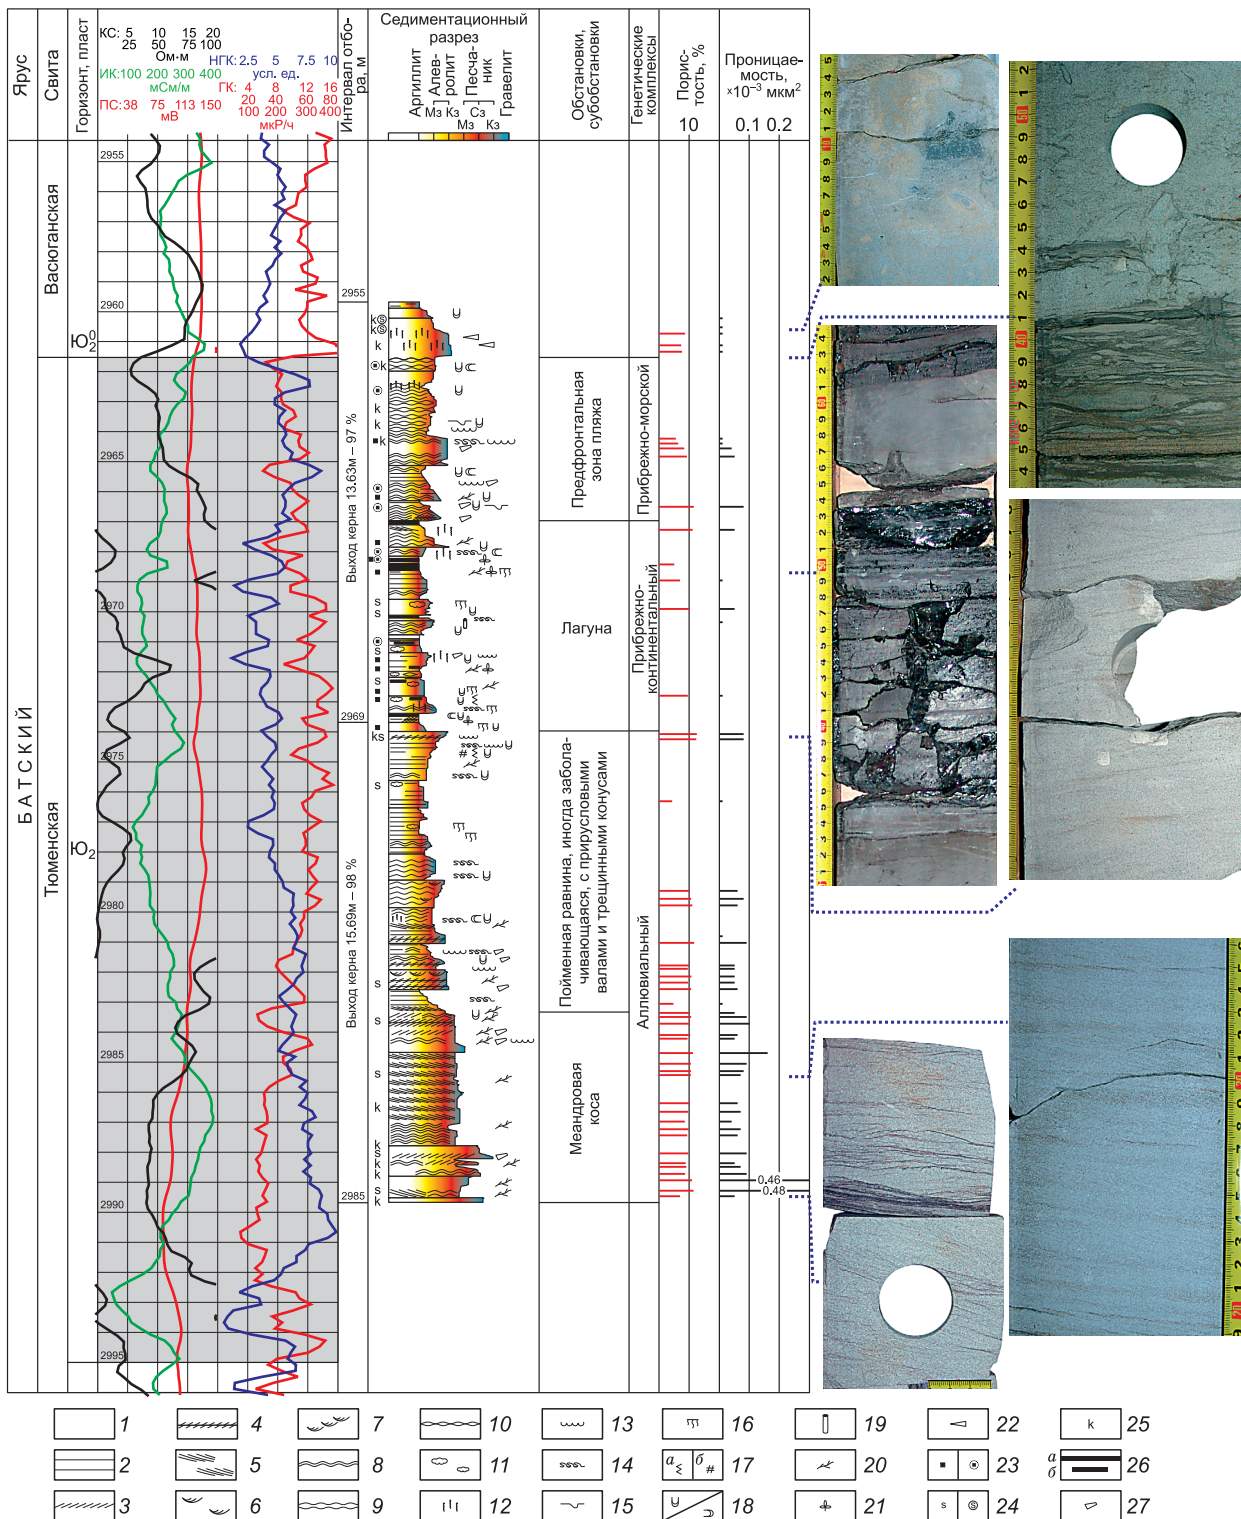 Ярус
Свита
Горизонт, пласт
КС: 5 10 15 20
25 50 75 100
Ом·м
ИК:100 200 300 400
мСм/м
ПС:38 75 113 150
мВ
НГК: 2.5 5 7.5 10
усл. ед.
ГК: 4 8 12 16
20 40 60 80
100 200 300 400
мкР/ч
Интервал отбо-
ра, м
Седиментационный
разрез
Аргиллит
Алев-
ролит
Песча-
ник
Гравелит
Мз Кз
Мз Сз Кз
Обстановки,
субобстановки
Генетические
комплексы
Порис-
тость, %
10
Проницае-
мость,
×10⁻³ мкм²
0.1 0.2
БАТСКИЙ
Васюганская
Тюменская
Ю₂⁰
Ю₂
2955
2960
2965
2970
2975
2980
2985
2990
2995
2955
Выход керна 13.63м – 97 %
2969
Выход керна 15.69м – 98 %
2985
Предфронтальная
зона пляжа
Лагуна
Пойменная равнина, иногда заболачивающаяся, с прирусловыми
валами и трещинными конусами
Меандровая
коса
Прибрежно-морской
Прибрежно-
континентальный
Аллювиальный
0.46
0.48
1 4 7 10 13 16 19 22 k 25
2 5 8 11 14 а б # 17 20 23 а б 26
3 6 9 12 15 18 21 s S 24 27